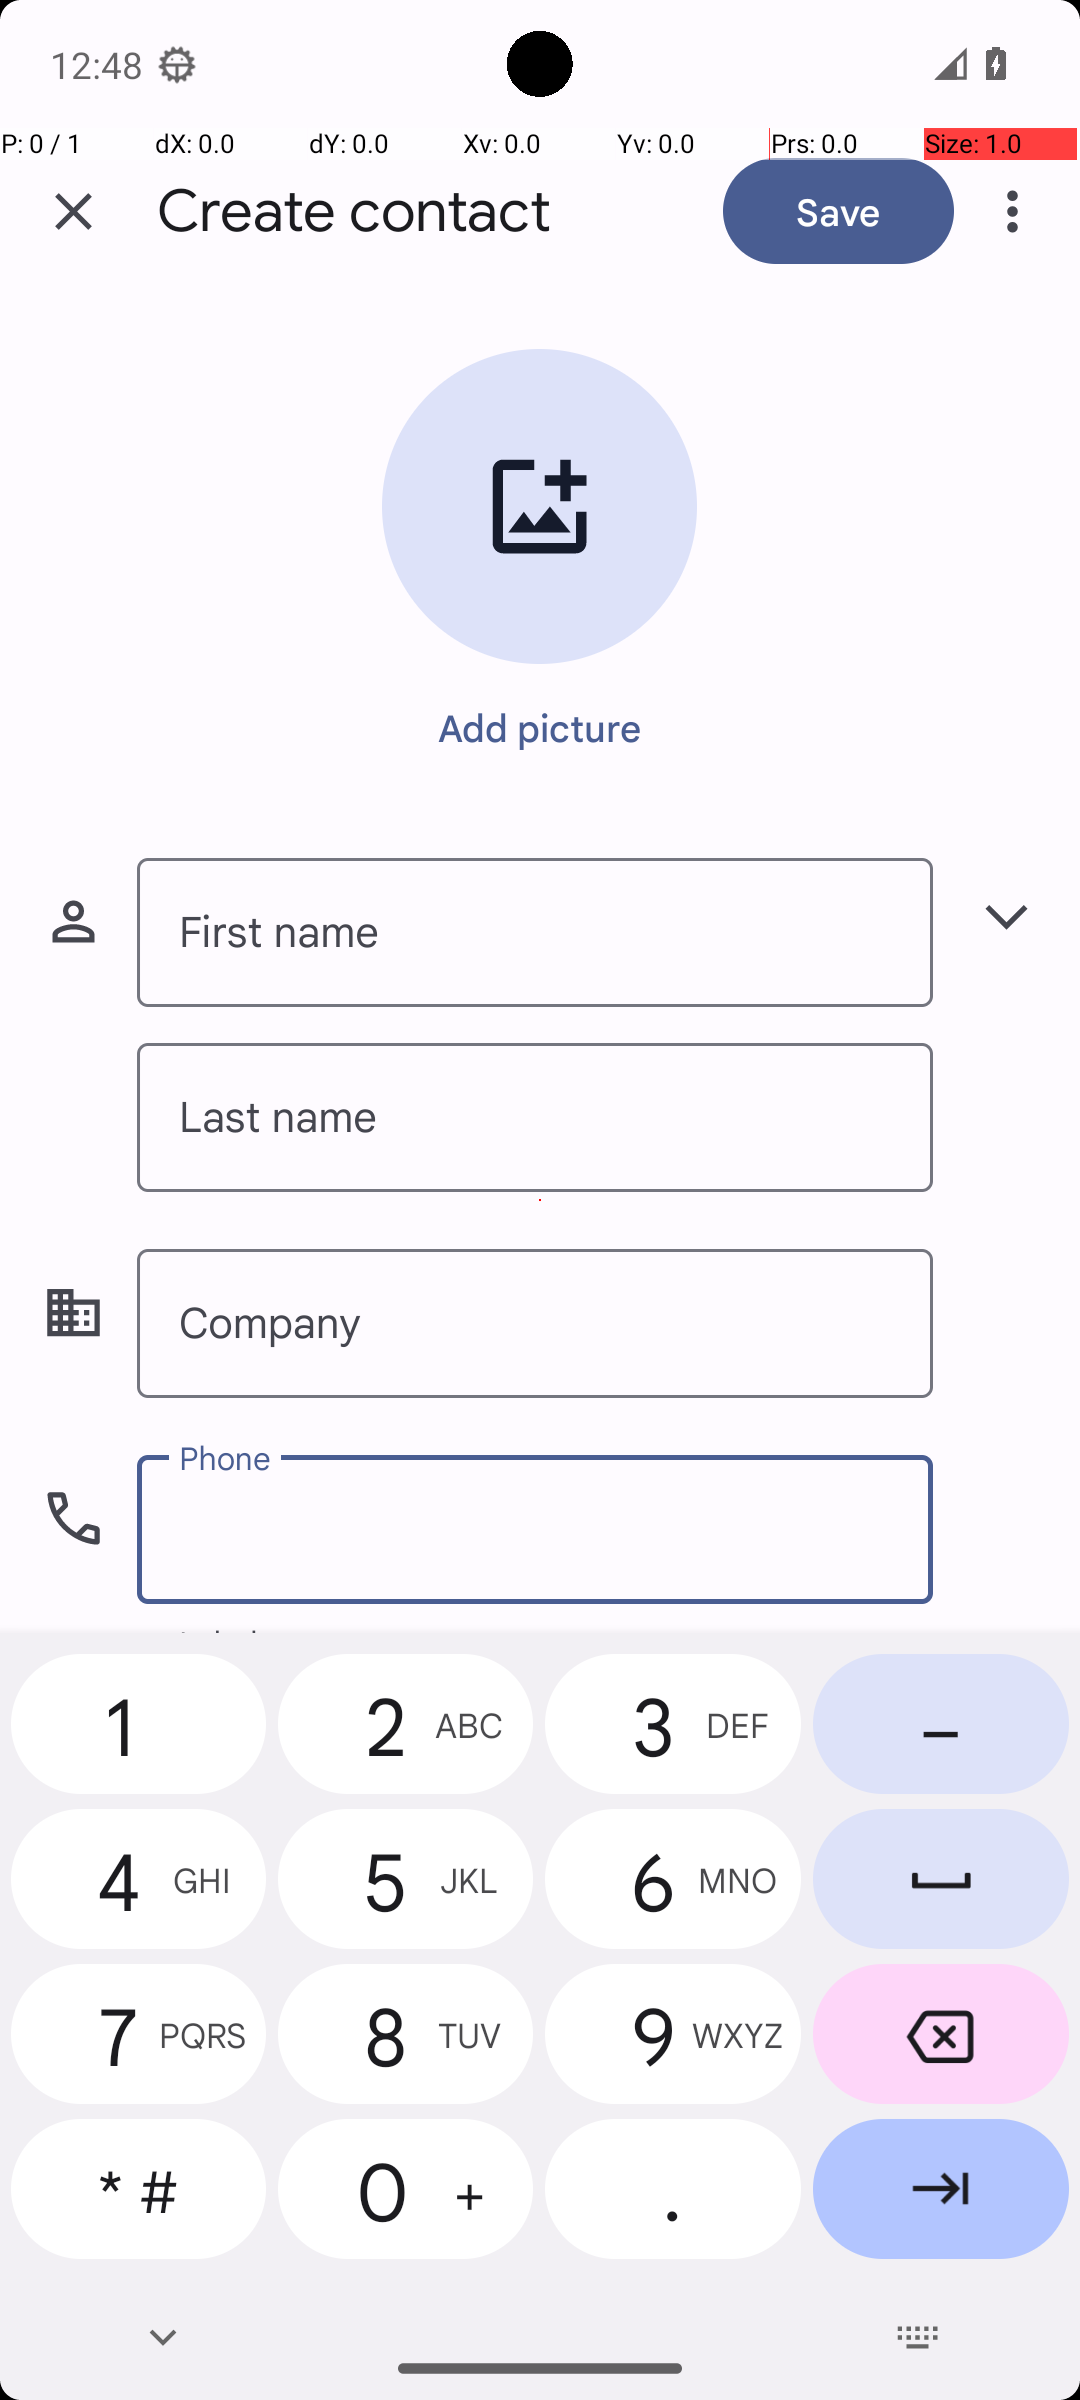 12:48
P: 0 / 1 dX: 0.0 dY: 0.0 Xv: 0.0 Yv: 0.0 Prs: 0.0 Size: 1.0
Create contact Save
Add picture
First name
Last name
Company
Phone
1 2 ABC 3 DEF –
4 GHI 5 JKL 6 MNO
7 PQRS 8 TUV 9 WXYZ
* # 0 + .